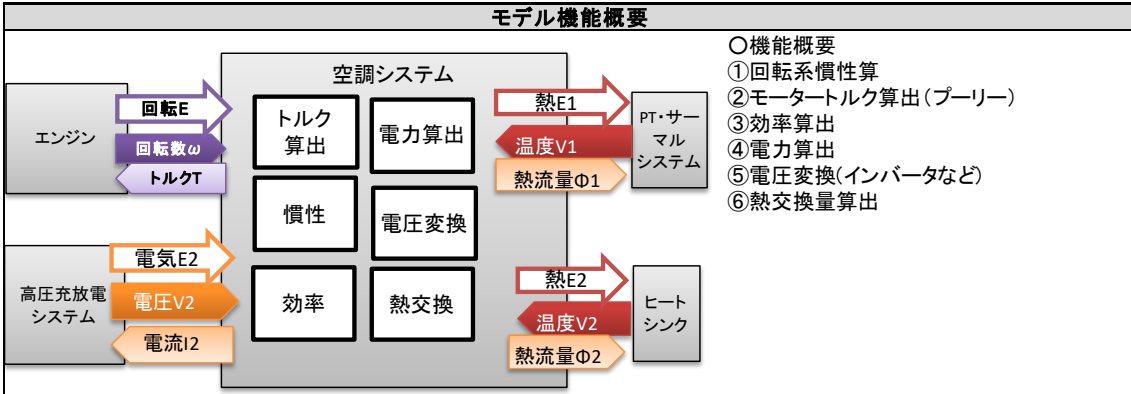 モデル機能概要
エンジン
回転E
回転数ω
トルクT
高圧充放電
システム
電気E2
電圧V2
電流I2
空調システム
トルク
算出
電力算出
慣性
電圧変換
効率
熱交換
熱E1
温度V1
熱流量Φ1
PT・サー
マル
システム
熱E2
温度V2
熱流量Φ2
ヒート
シンク
〇機能概要
①回転系慣性算
②モータートルク算出(プーリー)
③効率算出
④電力算出
⑤電圧変換(インバータなど)
⑥熱交換量算出